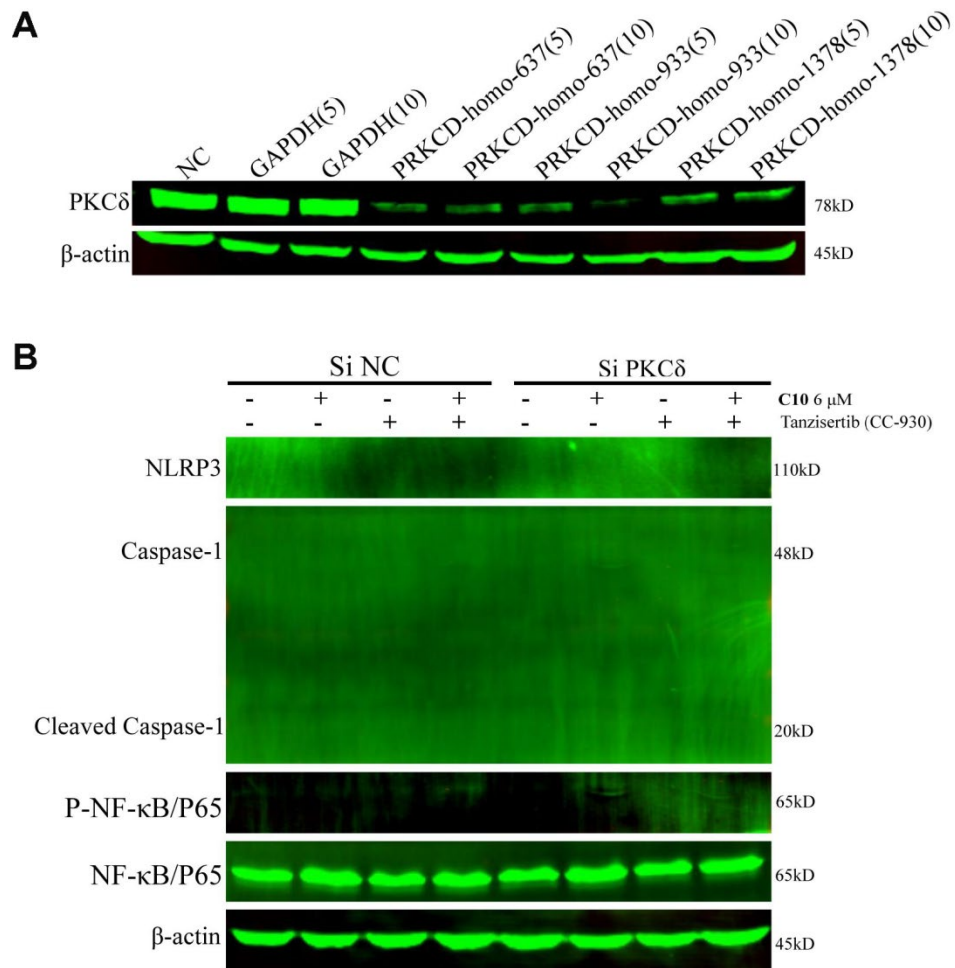 A
NC GAPDH(5) GAPDH(10) PRKCD-homo-637(5) PRKCD-homo-637(10) PRKCD-homo-933(5) PRKCD-homo-933(10) PRKCD-homo-1378(5) PRKCD-homo-1378(10)
PKCδ 78kD
β-actin 45kD
B
Si NC Si PKCδ
- + - + - + - + C10 6 μM
- - + + - - + + Tanzisertib (CC-930)
NLRP3 110kD
Caspase-1 48kD
Cleaved Caspase-1 20kD
P-NF-κB/P65 65kD
NF-κB/P65 65kD
β-actin 45kD